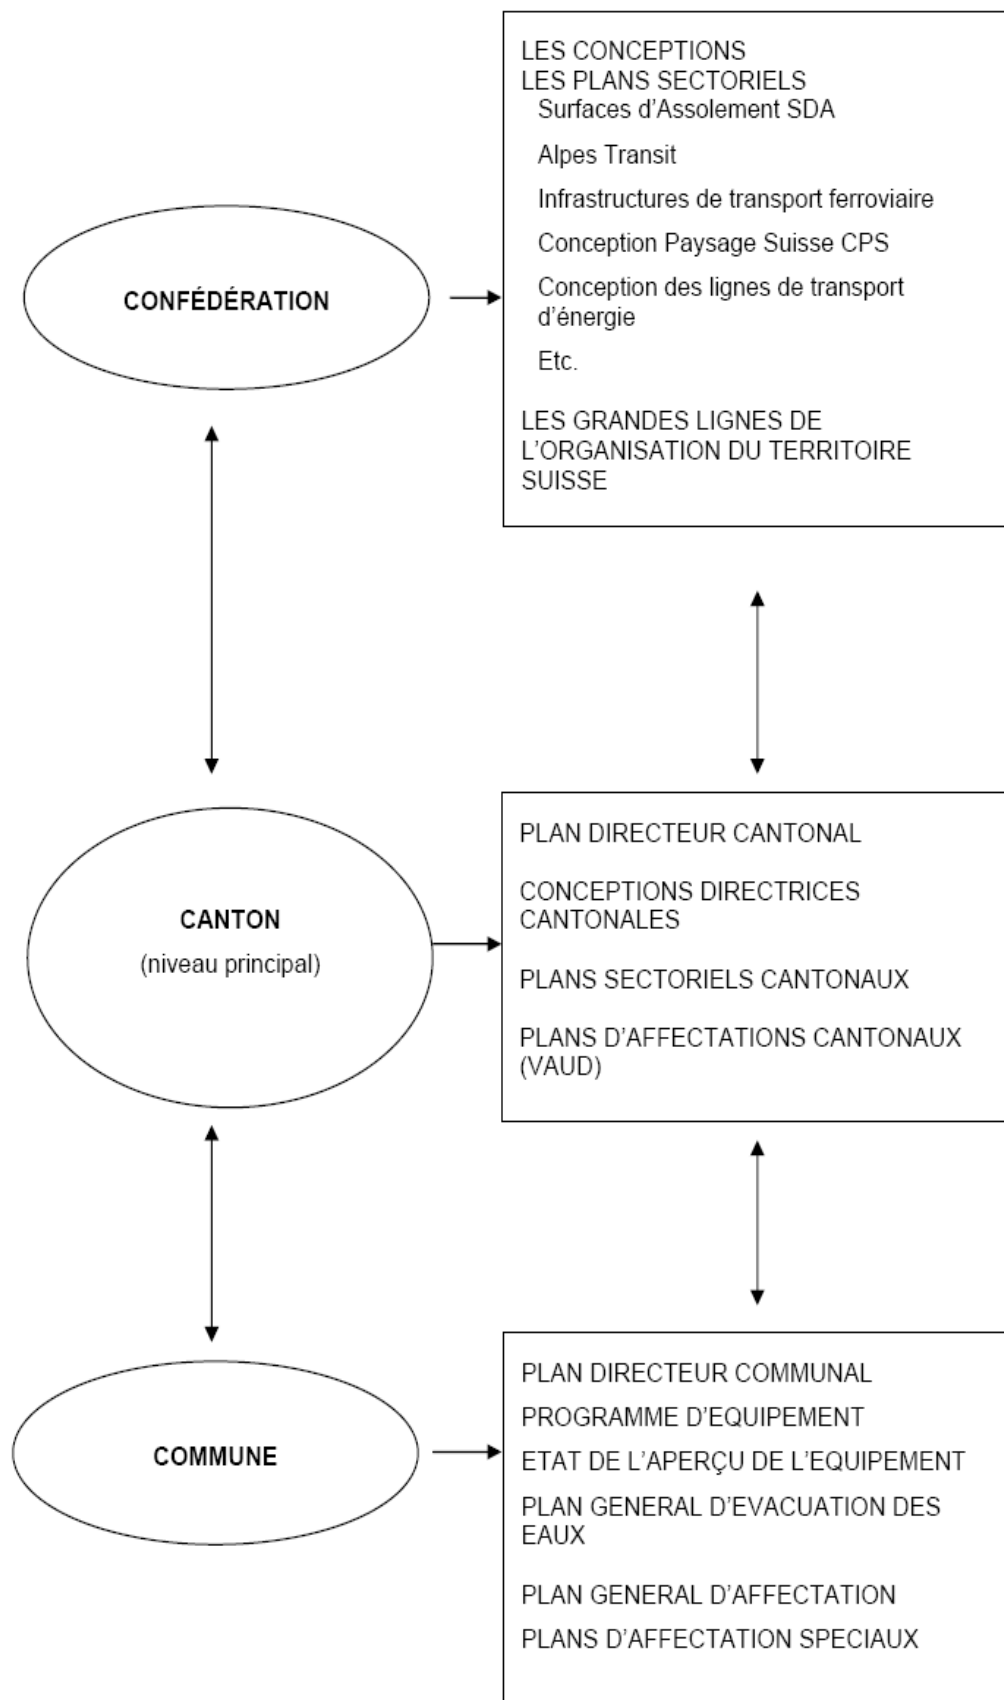 LES CONCEPTIONS
LES PLANS SECTORIELS
Surfaces d'Assolement SDA
Alpes Transit
Infrastructures de transport ferroviaire
Conception Paysage Suisse CPS
Conception des lignes de transport
d'énergie
Etc.
LES GRANDES LIGNES DE
L'ORGANISATION DU TERRITOIRE
SUISSE
CONFÉDÉRATION
PLAN DIRECTEUR CANTONAL
CONCEPTIONS DIRECTRICES
CANTONALES
PLANS SECTORIELS CANTONAUX
PLANS D'AFFECTATIONS CANTONAUX
(VAUD)
CANTON
(niveau principal)
PLAN DIRECTEUR COMMUNAL
PROGRAMME D'EQUIPEMENT
ETAT DE L'APERÇU DE L'EQUIPEMENT
PLAN GENERAL D'EVACUATION DES
EAUX
PLAN GENERAL D'AFFECTATION
PLANS D'AFFECTATION SPECIAUX
COMMUNE